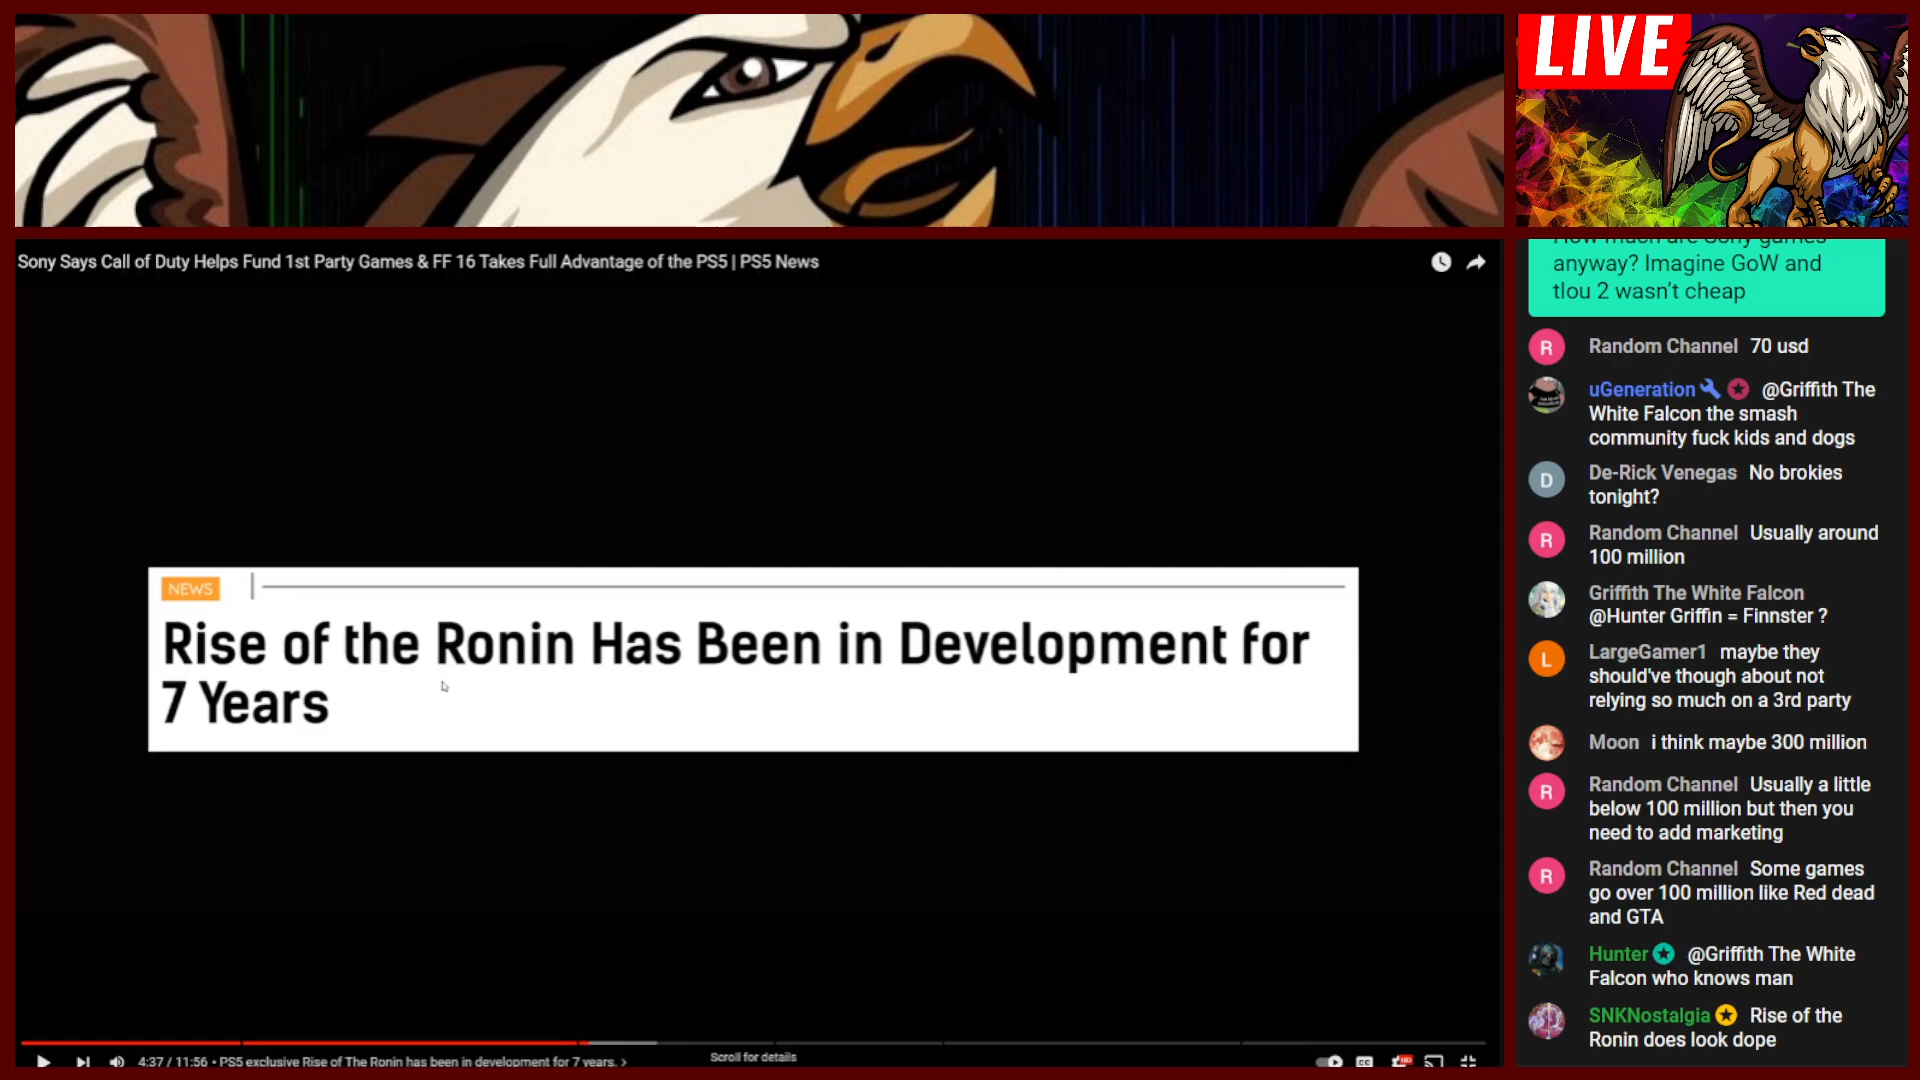 LIVE
Sony Says Call of Duty Helps Fund 1st Party Games & FF 16 Takes Full Advantage of the PS5 | PS5 News
NEWS
Rise of the Ronin Has Been in Development for
7 Years
4:37 / 11:56 • PS5 exclusive Rise of The Ronin has been in development for 7 years. >
Scroll for details
CC
HD
How much are Sony games
anyway? Imagine GoW and
tlou 2 wasn't cheap
R
Random Channel 70 usd
uGeneration @Griffith The
White Falcon the smash
community fuck kids and dogs
D
De-Rick Venegas No brokies
tonight?
R
Random Channel Usually around
100 million
Griffith The White Falcon
@Hunter Griffin = Finnster ?
L
LargeGamer1 maybe they
should've though about not
relying so much on a 3rd party
Moon i think maybe 300 million
R
Random Channel Usually a little
below 100 million but then you
need to add marketing
R
Random Channel Some games
go over 100 million like Red dead
and GTA
Hunter @Griffith The White
Falcon who knows man
SNKNostalgia Rise of the
Ronin does look dope